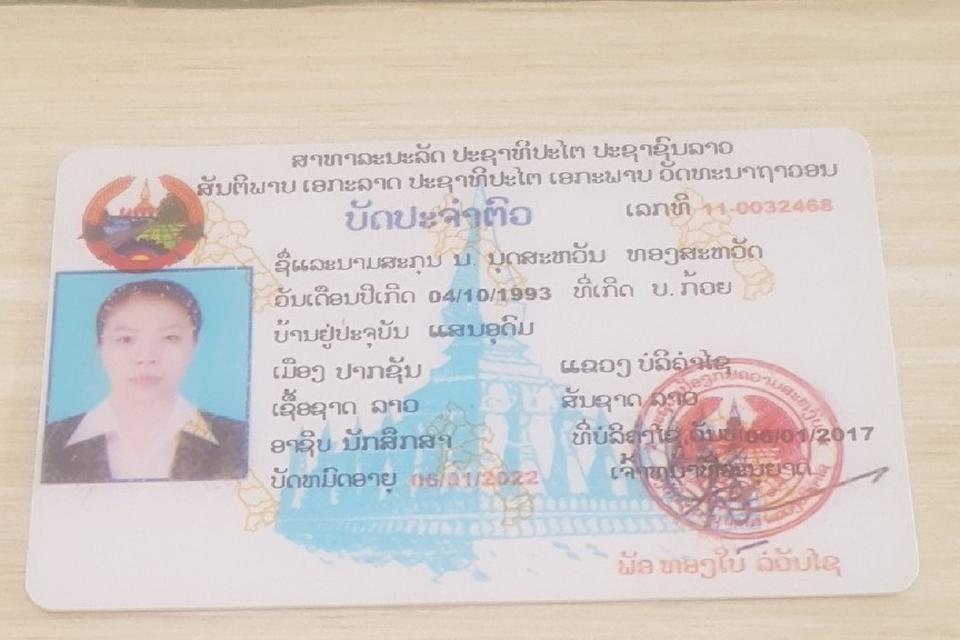 ສາທາລະນະລັດ ປະຊາທິປະໄຕ ປະຊາຊົນລາວ
ສັນຕິພາບ ເອກະລາດ ປະຊາທິປະໄຕ ເອກະພາບ ວັດທະນາຖາວອນ
ບັດປະຈຳຕົວ ເລກທີ 11-0032468
ຊື່ແລະນາມສະກຸນ ນ. ນຸດສະຫວັນ ທອງສະຫວັດ
ວັນເດືອນປີເກີດ 04/10/1993 ທີ່ເກີດ ບ. ກ້ອຍ
ບ້ານຢູ່ປະຈຸບັນ ແສນອຸດົມ
ເມືອງ ປາກຊັນ ແຂວງ ບໍລິຄຳໄຊ
ເຊື້ອຊາດ ລາວ ສັນຊາດ ລາວ
ອາຊີບ ນັກສຶກສາ ທີ່ບໍລິຄຳໄຊ ວັນທີ 06/01/2017
ບັດຫມົດອາຍຸ 06/01/2022 ເຈົ້າໜ້າທີ່ອະນຸຍາດ
ພັອ ທອງໃບ ລໍວັນໄຊ